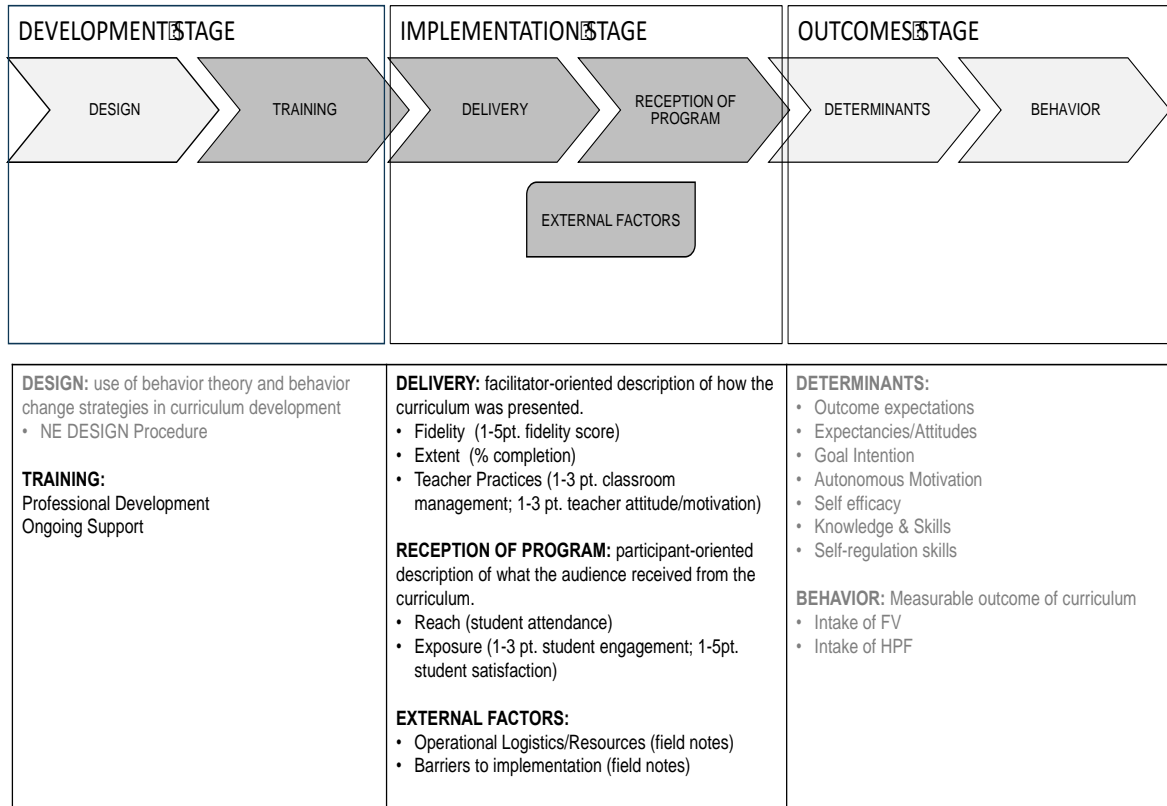 DEVELOPMENT STAGE
IMPLEMENTATION STAGE
OUTCOMES STAGE
DESIGN
TRAINING
DELIVERY
RECEPTION OF
PROGRAM
DETERMINANTS
BEHAVIOR
EXTERNAL FACTORS
DESIGN: use of behavior theory and behavior
change strategies in curriculum development
• NE DESIGN Procedure
TRAINING:
Professional Development
Ongoing Support
DELIVERY: facilitator-oriented description of how the
curriculum was presented.
• Fidelity (1-5pt. fidelity score)
• Extent (% completion)
• Teacher Practices (1-3 pt. classroom
management; 1-3 pt. teacher attitude/motivation)
RECEPTION OF PROGRAM: participant-oriented
description of what the audience received from the
curriculum.
• Reach (student attendance)
• Exposure (1-3 pt. student engagement; 1-5pt.
student satisfaction)
EXTERNAL FACTORS:
• Operational Logistics/Resources (field notes)
• Barriers to implementation (field notes)
DETERMINANTS:
• Outcome expectations
• Expectancies/Attitudes
• Goal Intention
• Autonomous Motivation
• Self efficacy
• Knowledge & Skills
• Self-regulation skills
BEHAVIOR: Measurable outcome of curriculum
• Intake of FV
• Intake of HPF